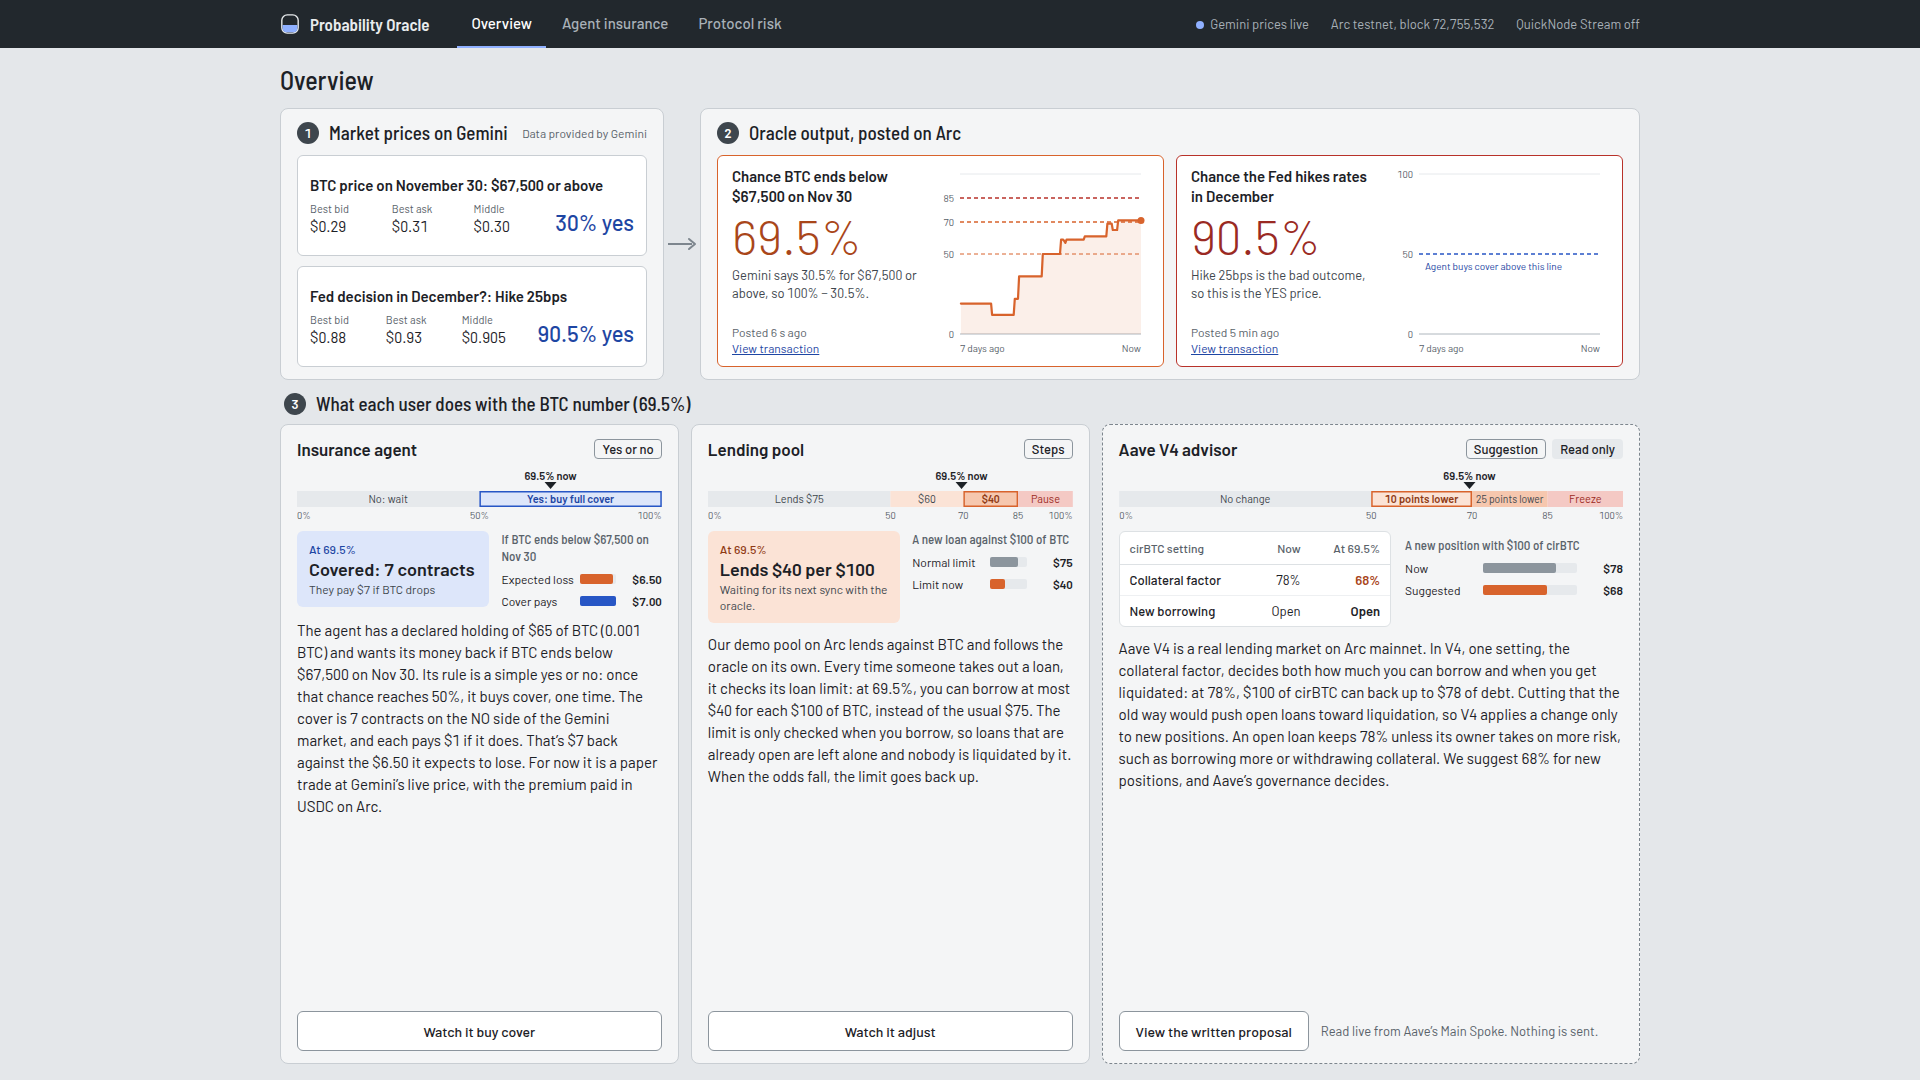 Probability Oracle
Overview
Agent insurance
Protocol risk
Gemini prices live
Arc testnet, block 72,755,532
QuickNode Stream off
Overview
1 Market prices on Gemini
Data provided by Gemini
BTC price on November 30: $67,500 or above
Best bid Best ask Middle
$0.29 $0.31 $0.30 30% yes
Fed decision in December?: Hike 25bps
Best bid Best ask Middle
$0.88 $0.93 $0.905 90.5% yes
2 Oracle output, posted on Arc
Chance BTC ends below
$67,500 on Nov 30
69.5%
Gemini says 30.5% for $67,500 or
above, so 100% − 30.5%.
Posted 6 s ago
View transaction
85
70
50
0
7 days ago Now
Chance the Fed hikes rates
in December
90.5%
Hike 25bps is the bad outcome,
so this is the YES price.
Posted 5 min ago
View transaction
100
50
Agent buys cover above this line
0
7 days ago Now
3 What each user does with the BTC number (69.5%)
Insurance agent
Yes or no
69.5% now
No: wait Yes: buy full cover
0% 50% 100%
At 69.5%
Covered: 7 contracts
They pay $7 if BTC drops
If BTC ends below $67,500 on
Nov 30
Expected loss $6.50
Cover pays $7.00
The agent has a declared holding of $65 of BTC (0.001
BTC) and wants its money back if BTC ends below
$67,500 on Nov 30. Its rule is a simple yes or no: once
that chance reaches 50%, it buys cover, one time. The
cover is 7 contracts on the NO side of the Gemini
market, and each pays $1 if it does. That’s $7 back
against the $6.50 it expects to lose. For now it is a paper
trade at Gemini’s live price, with the premium paid in
USDC on Arc.
Watch it buy cover
Lending pool
Steps
69.5% now
Lends $75 $60 $40 Pause
0% 50 70 85 100%
At 69.5%
Lends $40 per $100
Waiting for its next sync with the
oracle.
A new loan against $100 of BTC
Normal limit $75
Limit now $40
Our demo pool on Arc lends against BTC and follows the
oracle on its own. Every time someone takes out a loan,
it checks its loan limit: at 69.5%, you can borrow at most
$40 for each $100 of BTC, instead of the usual $75. The
limit is only checked when you borrow, so loans that are
already open are left alone and nobody is liquidated by it.
When the odds fall, the limit goes back up.
Watch it adjust
Aave V4 advisor
Suggestion
Read only
69.5% now
No change 10 points lower 25 points lower Freeze
0% 50 70 85 100%
cirBTC setting Now At 69.5%
Collateral factor 78% 68%
New borrowing Open Open
A new position with $100 of cirBTC
Now $78
Suggested $68
Aave V4 is a real lending market on Arc mainnet. In V4, one setting, the
collateral factor, decides both how much you can borrow and when you get
liquidated: at 78%, $100 of cirBTC can back up to $78 of debt. Cutting that the
old way would push open loans toward liquidation, so V4 applies a change only
to new positions. An open loan keeps 78% unless its owner takes on more risk,
such as borrowing more or withdrawing collateral. We suggest 68% for new
positions, and Aave’s governance decides.
View the written proposal
Read live from Aave’s Main Spoke. Nothing is sent.